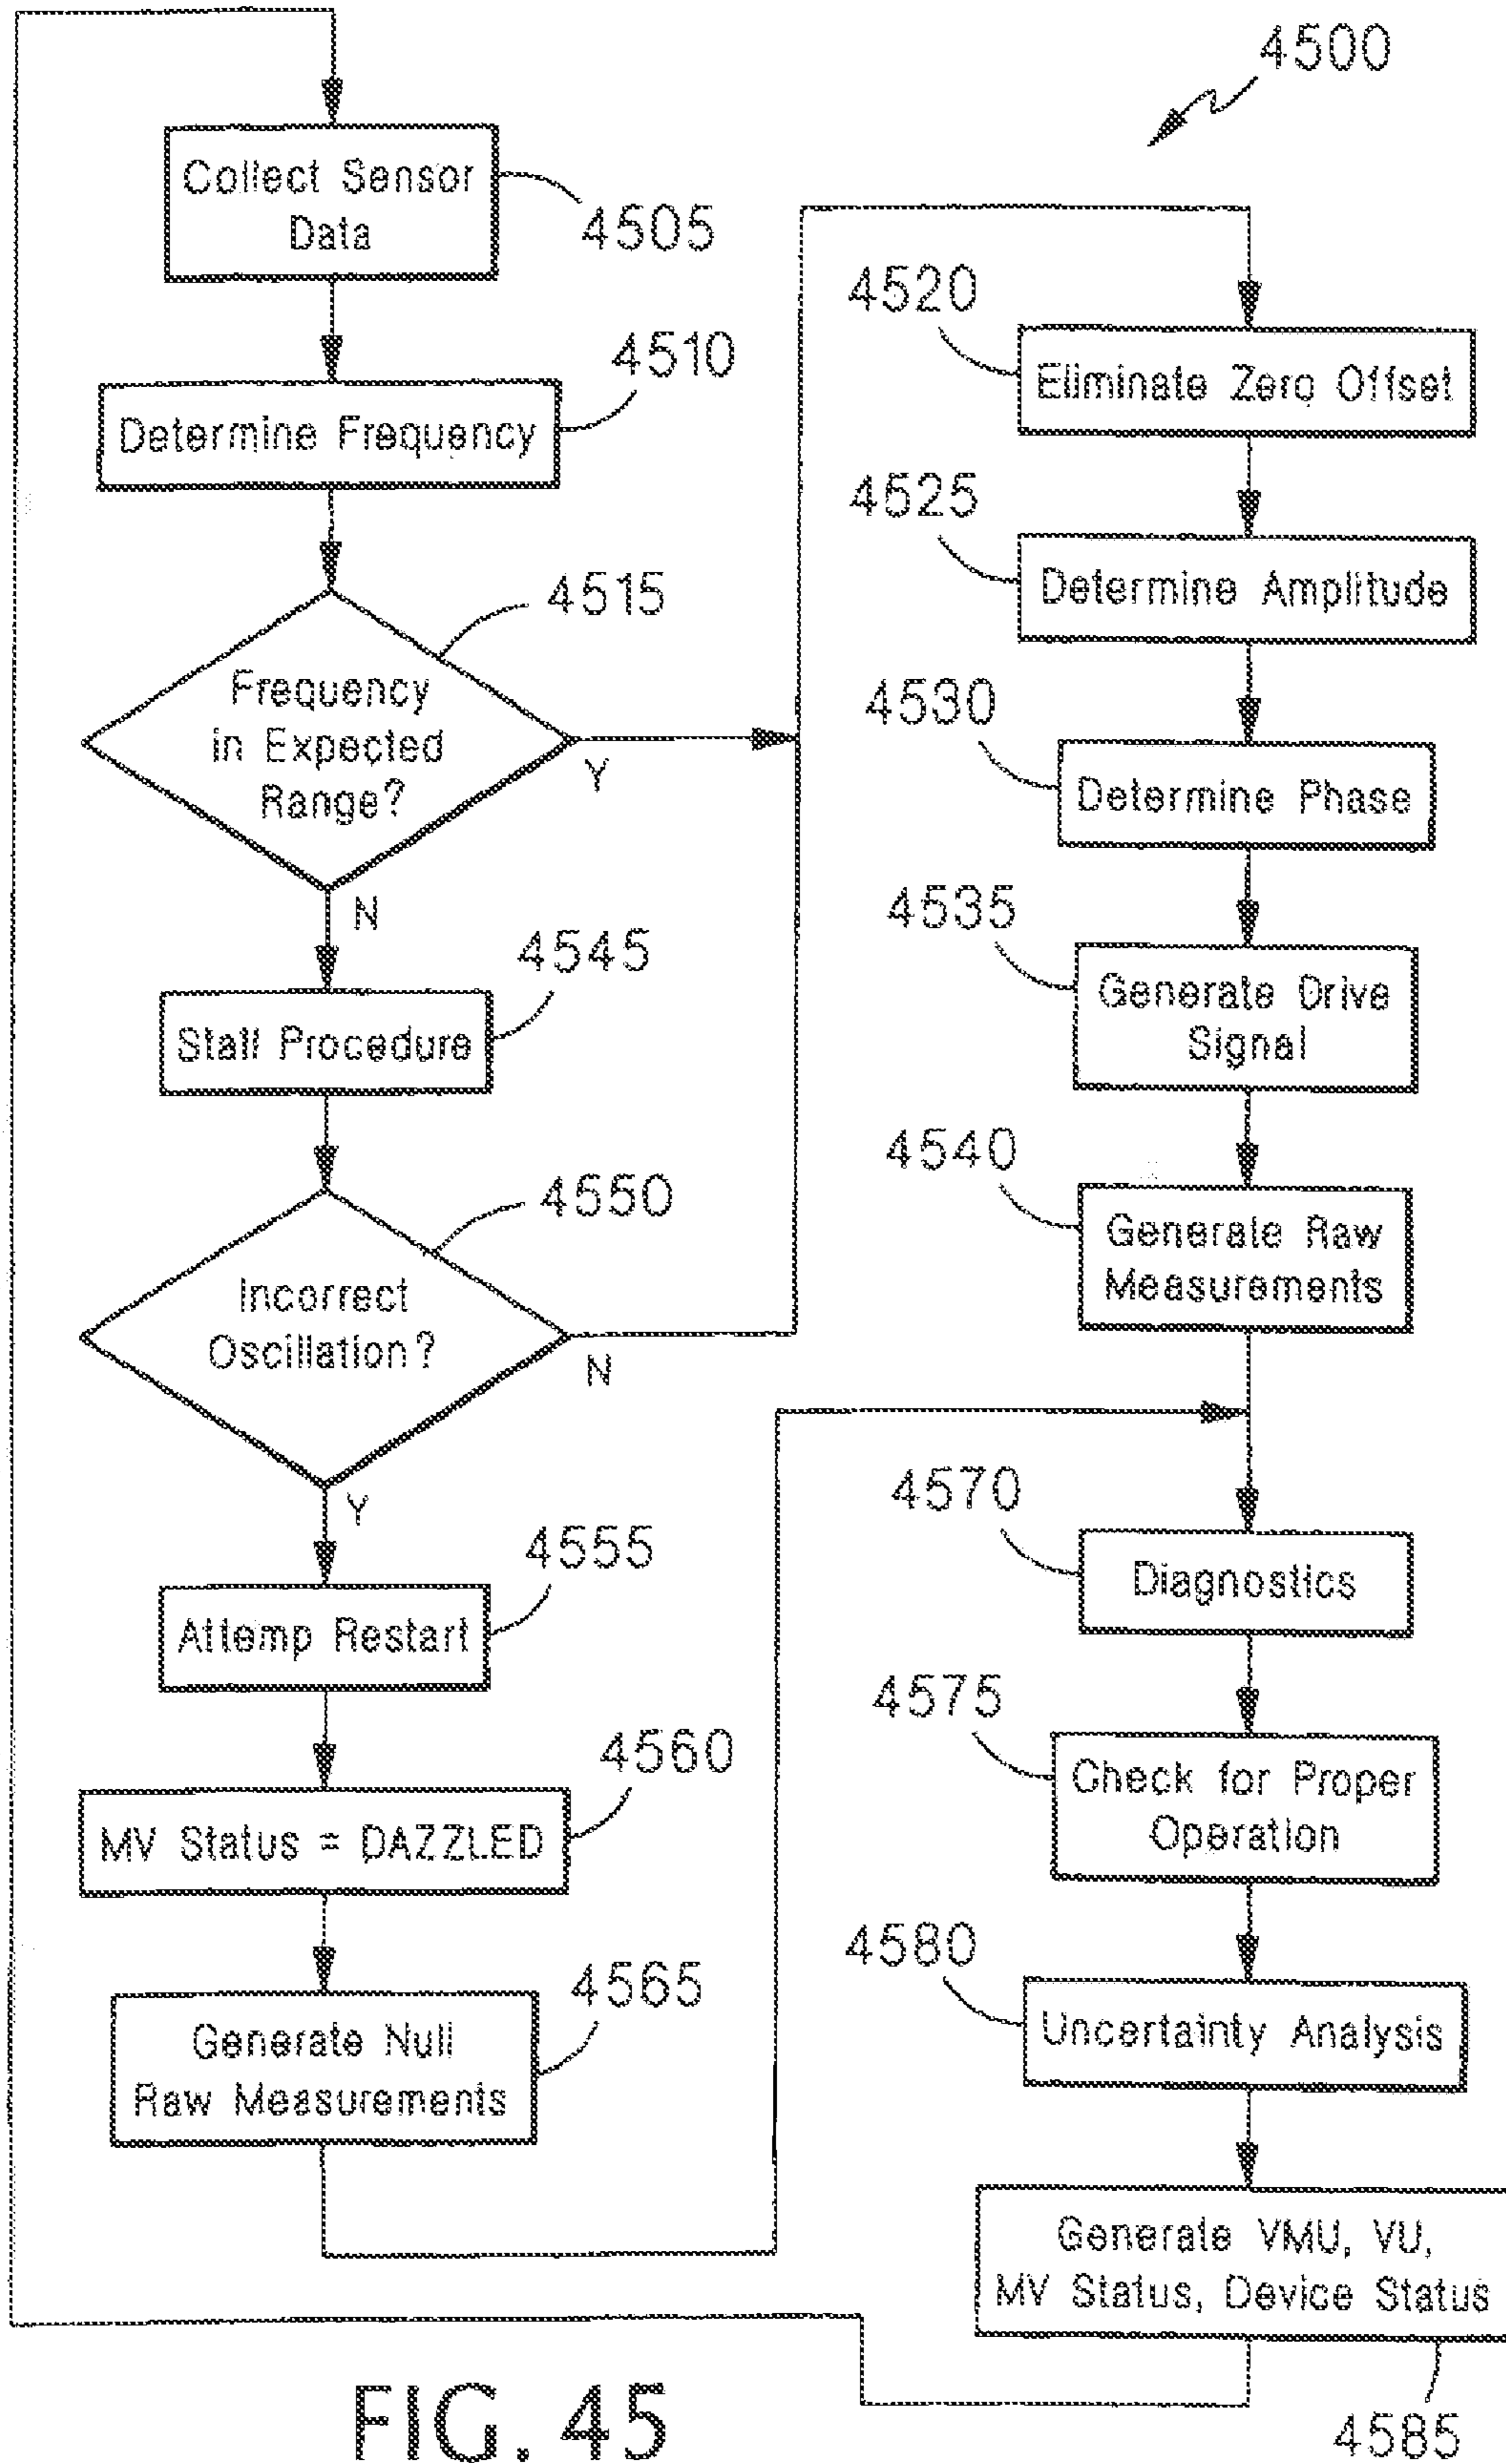 4500
Collect Sensor
Data
4505
4510
Determine Frequency
4515
Frequency
in Expected
Range?
Y
N
4545
Stall Procedure
4550
Incorrect
Oscillation?
N
Y
4555
Attemp Restart
4560
MV Status = DAZZLED
4565
Generate Null
Raw Measurements
4520
Eliminate Zero Offset
4525
Determine Amplitude
4530
Determine Phase
4535
Generate Drive
Signal
4540
Generate Raw
Measurements
4570
Diagnostics
4575
Check for Proper
Operation
4580
Uncertainty Analysis
Generate VMU, VU,
MV Status, Device Status
4585
FIG. 45